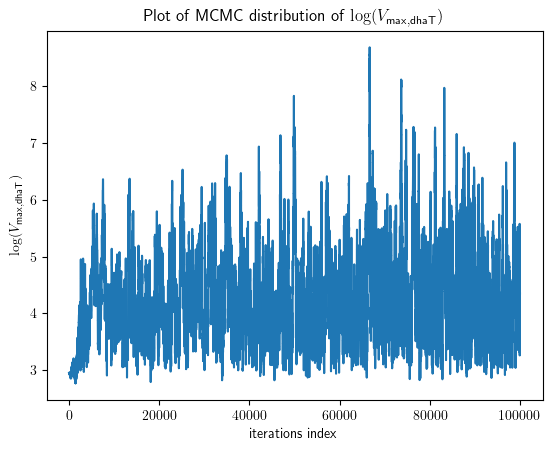 Plot of MCMC distribution of log(V_max,dhaT)
log(V_max,dhaT)
8
7
6
5
4
3
0 20000 40000 60000 80000 100000
iterations index